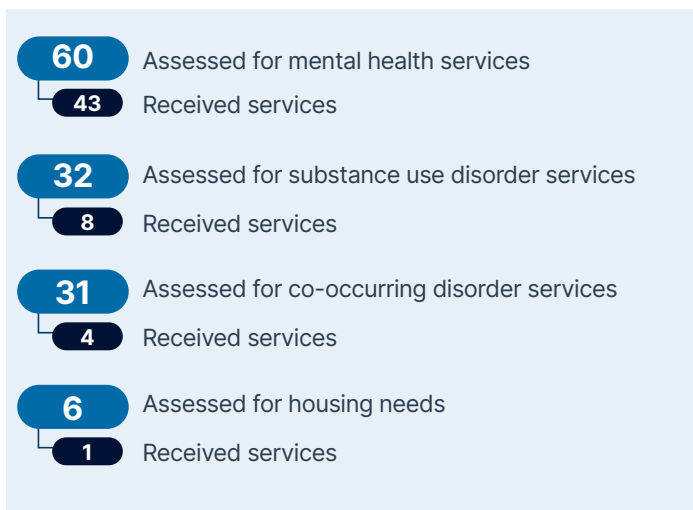 60 Assessed for mental health services
43 Received services
32 Assessed for substance use disorder services
8 Received services
31 Assessed for co-occurring disorder services
4 Received services
6 Assessed for housing needs
1 Received services